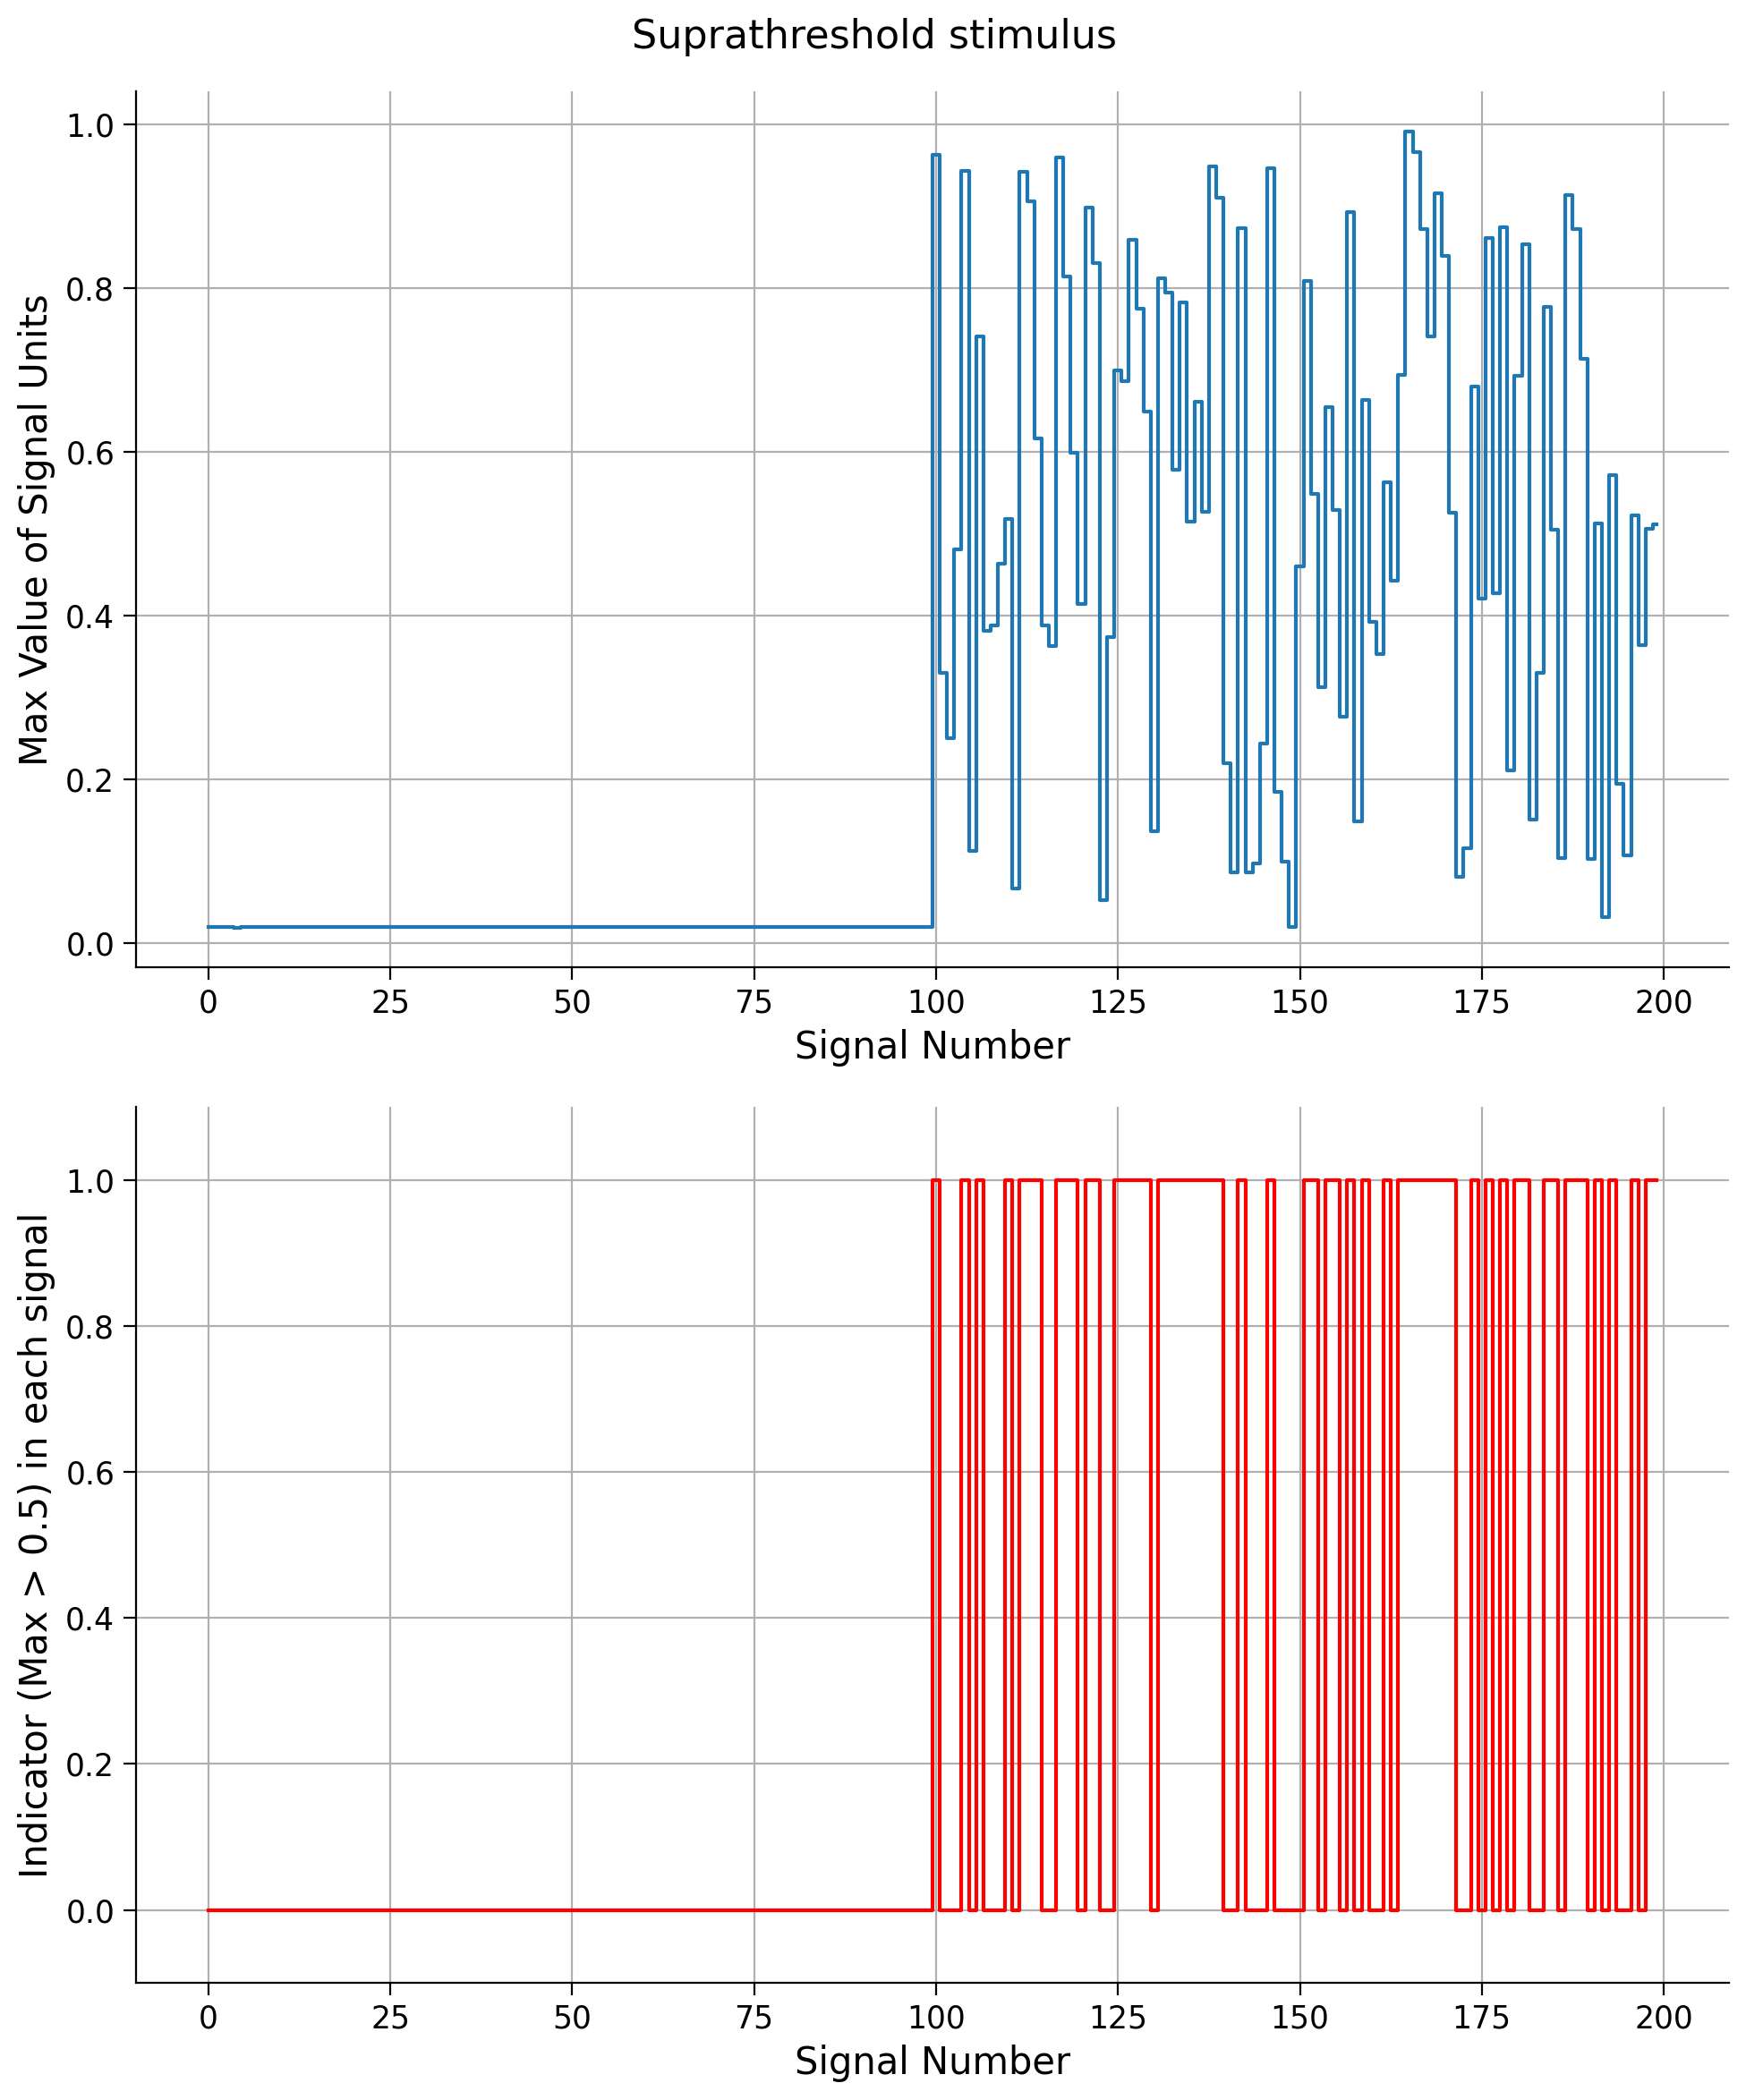 Suprathreshold stimulus
Max Value of Signal Units
1.0
0.8
0.6
0.4
0.2
0.0
0 25 50 75 100 125 150 175 200
Signal Number
Indicator (Max > 0.5) in each signal
1.0
0.8
0.6
0.4
0.2
0.0
0 25 50 75 100 125 150 175 200
Signal Number